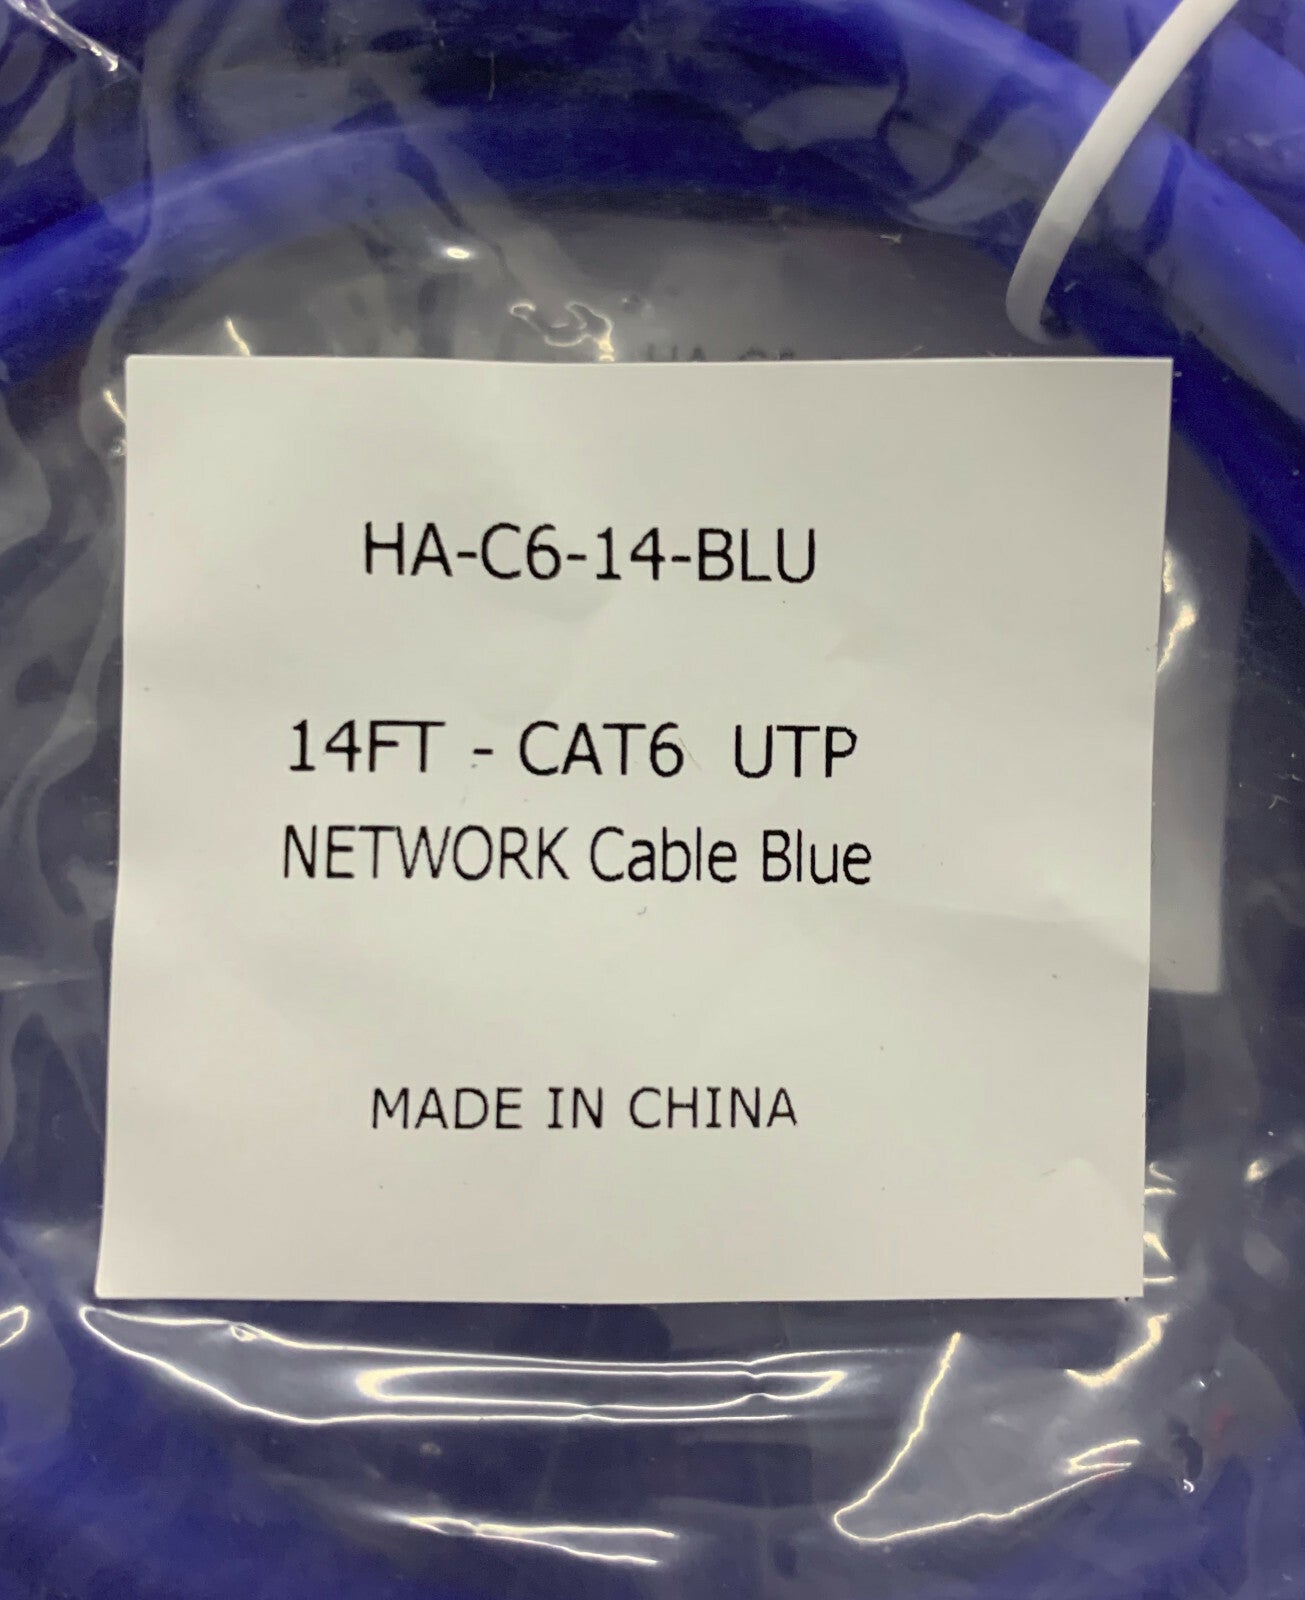 HA-C6-14-BLU
14FT - CAT6 UTP
NETWORK Cable Blue
MADE IN CHINA